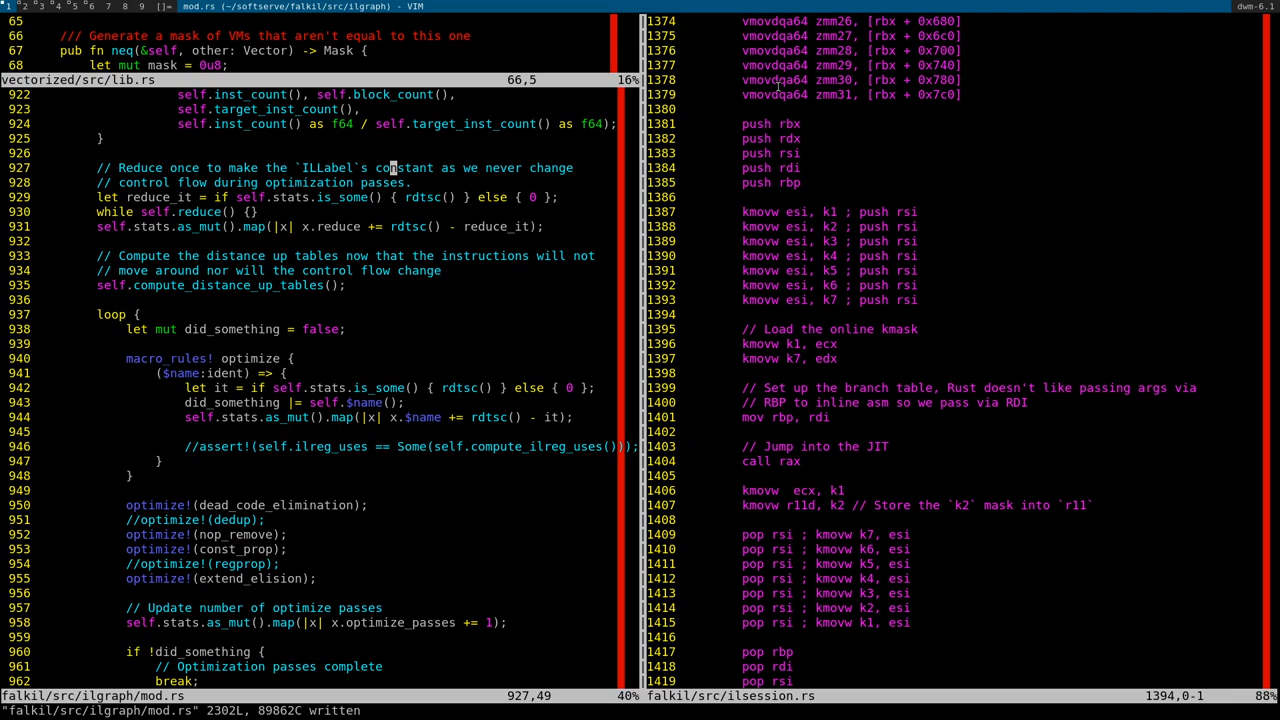 1 2 3 4 5 6 7 8 9 []= mod.rs (~/softserve/falkil/src/ilgraph) - VIM dwm-6.1
65
66 /// Generate a mask of VMs that aren't equal to this one
67 pub fn neq(&self, other: Vector) -> Mask {
68 let mut mask = 0u8;
vectorized/src/lib.rs 66,5 16%
922 self.inst_count(), self.block_count(),
923 self.target_inst_count(),
924 self.inst_count() as f64 / self.target_inst_count() as f64);
925 }
926
927 // Reduce once to make the `ILLabel`s constant as we never change
928 // control flow during optimization passes.
929 let reduce_it = if self.stats.is_some() { rdtsc() } else { 0 };
930 while self.reduce() {}
931 self.stats.as_mut().map(|x| x.reduce += rdtsc() - reduce_it);
932
933 // Compute the distance up tables now that the instructions will not
934 // move around nor will the control flow change
935 self.compute_distance_up_tables();
936
937 loop {
938 let mut did_something = false;
939
940 macro_rules! optimize {
941 ($name:ident) => {
942 let it = if self.stats.is_some() { rdtsc() } else { 0 };
943 did_something |= self.$name();
944 self.stats.as_mut().map(|x| x.$name += rdtsc() - it);
945
946 //assert!(self.ilreg_uses == Some(self.compute_ilreg_uses()));
947 }
948 }
949
950 optimize!(dead_code_elimination);
951 //optimize!(dedup);
952 optimize!(nop_remove);
953 optimize!(const_prop);
954 //optimize!(regprop);
955 optimize!(extend_elision);
956
957 // Update number of optimize passes
958 self.stats.as_mut().map(|x| x.optimize_passes += 1);
959
960 if !did_something {
961 // Optimization passes complete
962 break;
falkil/src/ilgraph/mod.rs 927,49 40%
1374 vmovdqa64 zmm26, [rbx + 0x680]
1375 vmovdqa64 zmm27, [rbx + 0x6c0]
1376 vmovdqa64 zmm28, [rbx + 0x700]
1377 vmovdqa64 zmm29, [rbx + 0x740]
1378 vmovdqa64 zmm30, [rbx + 0x780]
1379 vmovdqa64 zmm31, [rbx + 0x7c0]
1380
1381 push rbx
1382 push rdx
1383 push rsi
1384 push rdi
1385 push rbp
1386
1387 kmovw esi, k1 ; push rsi
1388 kmovw esi, k2 ; push rsi
1389 kmovw esi, k3 ; push rsi
1390 kmovw esi, k4 ; push rsi
1391 kmovw esi, k5 ; push rsi
1392 kmovw esi, k6 ; push rsi
1393 kmovw esi, k7 ; push rsi
1394
1395 // Load the online kmask
1396 kmovw k1, ecx
1397 kmovw k7, edx
1398
1399 // Set up the branch table, Rust doesn't like passing args via
1400 // RBP to inline asm so we pass via RDI
1401 mov rbp, rdi
1402
1403 // Jump into the JIT
1404 call rax
1405
1406 kmovw ecx, k1
1407 kmovw r11d, k2 // Store the `k2` mask into `r11`
1408
1409 pop rsi ; kmovw k7, esi
1410 pop rsi ; kmovw k6, esi
1411 pop rsi ; kmovw k5, esi
1412 pop rsi ; kmovw k4, esi
1413 pop rsi ; kmovw k3, esi
1414 pop rsi ; kmovw k2, esi
1415 pop rsi ; kmovw k1, esi
1416
1417 pop rbp
1418 pop rdi
1419 pop rsi
falkil/src/ilsession.rs 1394,0-1 88%
"falkil/src/ilgraph/mod.rs" 2302L, 89862C written